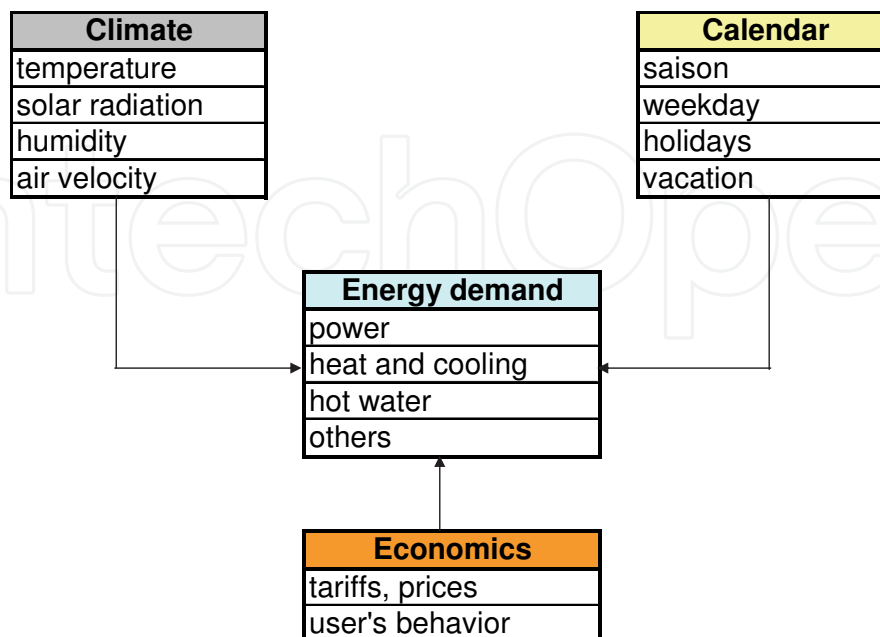 Climate
temperature
solar radiation
humidity
air velocity
Calendar
saison
weekday
holidays
vacation
Energy demand
power
heat and cooling
hot water
others
Economics
tariffs, prices
user's behavior
ntechOpe